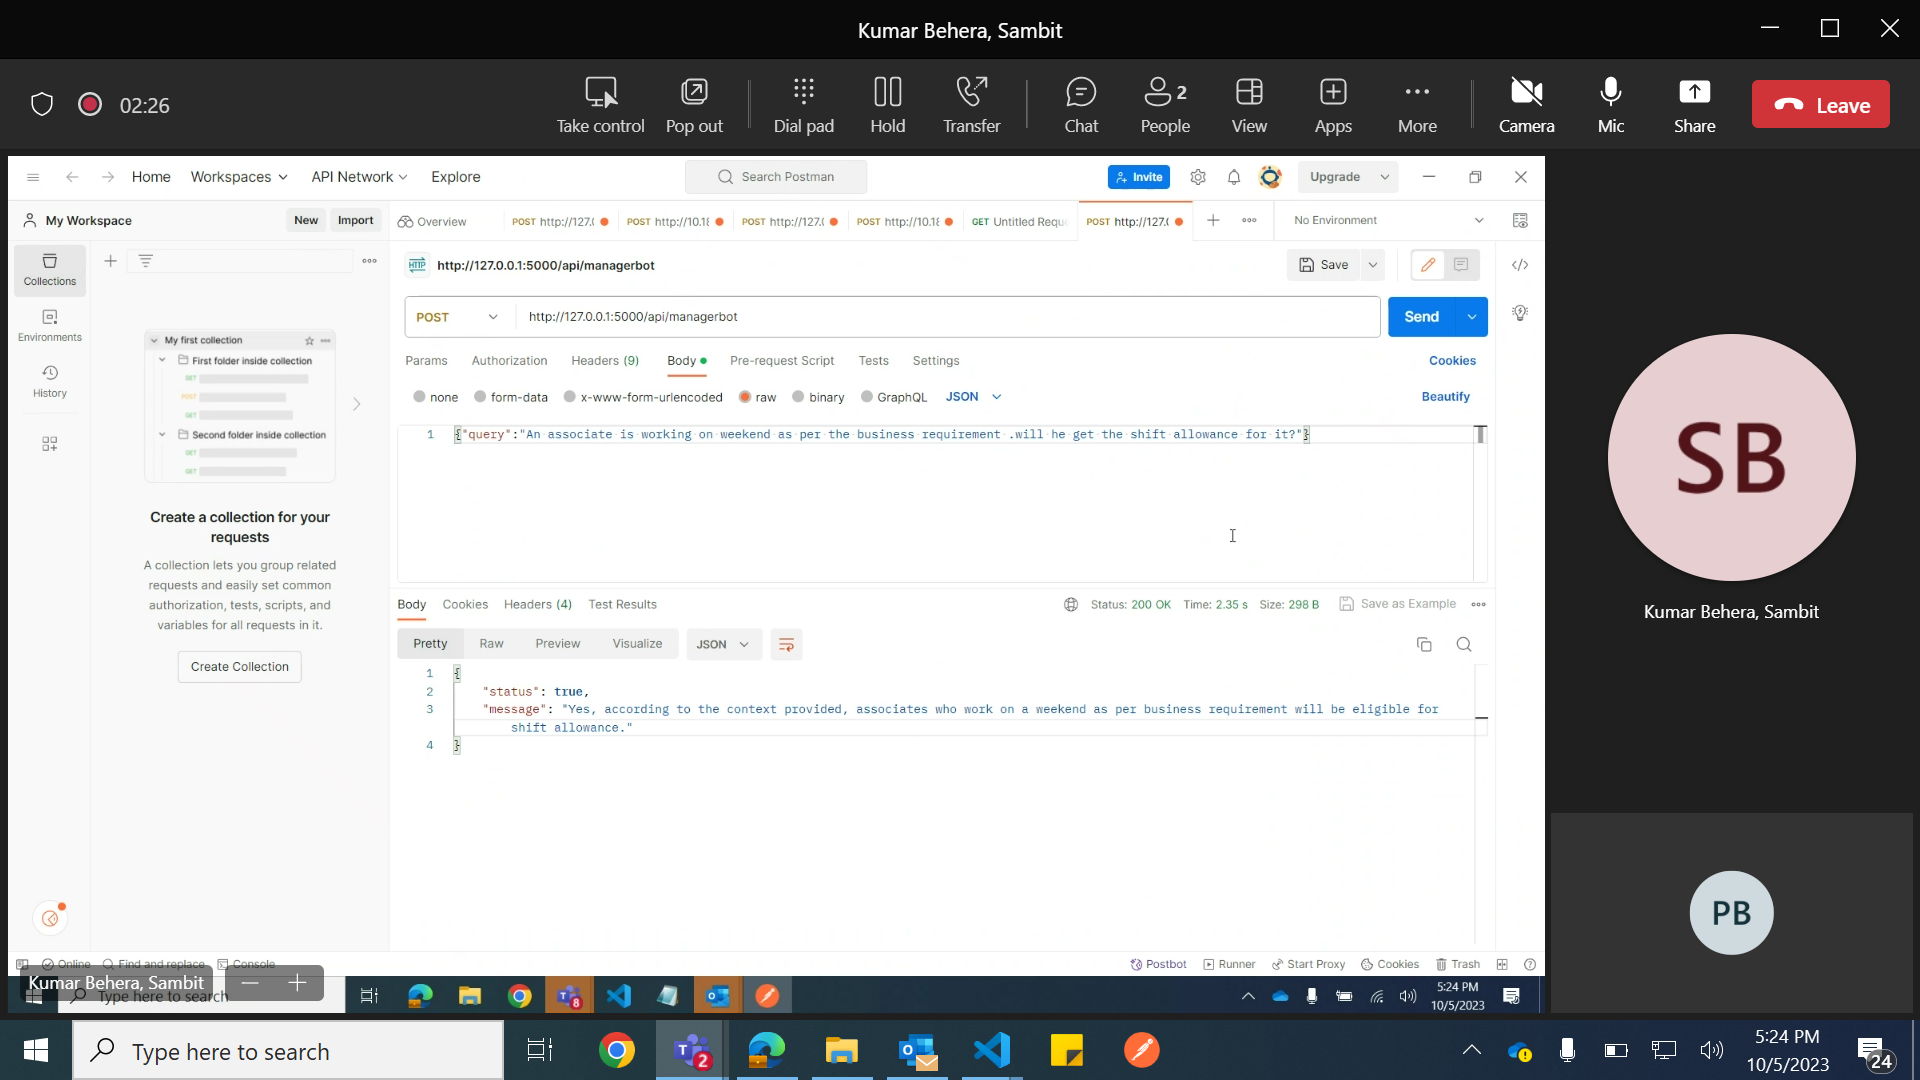 Kumar Behera, Sambit
02:26
Take control
Pop out
Dial pad
Hold
Transfer
Chat
2
People
View
Apps
More
Camera
Mic
Share
Leave
Home
Workspaces
API Network
Explore
Search Postman
Invite
Upgrade
My Workspace
New
Import
Overview
POST http://127.(
POST http://10.1
POST http://127.(
POST http://10.1
GET Untitled Requ
POST http://127.(
No Environment
Collections
Environments
History
My first collection
First folder inside collection
GET
POST
GET
Second folder inside collection
GET
GET
Create a collection for your
requests
A collection lets you group related
requests and easily set common
authorization, tests, scripts, and
variables for all requests in it.
Create Collection
HTTP http://127.0.0.1:5000/api/managerbot
Save
POST
http://127.0.0.1:5000/api/managerbot
Send
Params
Authorization
Headers (9)
Body
Pre-request Script
Tests
Settings
Cookies
none
form-data
x-www-form-urlencoded
raw
binary
GraphQL
JSON
Beautify
1 {"query":"An associate is working on weekend as per the business requirement .will he get the shift allowance for it?"}
Body
Cookies
Headers (4)
Test Results
Status: 200 OK
Time: 2.35 s
Size: 298 B
Save as Example
Pretty
Raw
Preview
Visualize
JSON
1 {
2 "status": true,
3 "message": "Yes, according to the context provided, associates who work on a weekend as per business requirement will be eligible for
shift allowance."
4 }
Online
Find and replace
Console
Postbot
Runner
Start Proxy
Cookies
Trash
Kumar Behera, Sambit
Type here to search
8
5:24 PM
10/5/2023
SB
Kumar Behera, Sambit
PB
Type here to search
2
5:24 PM
10/5/2023
24